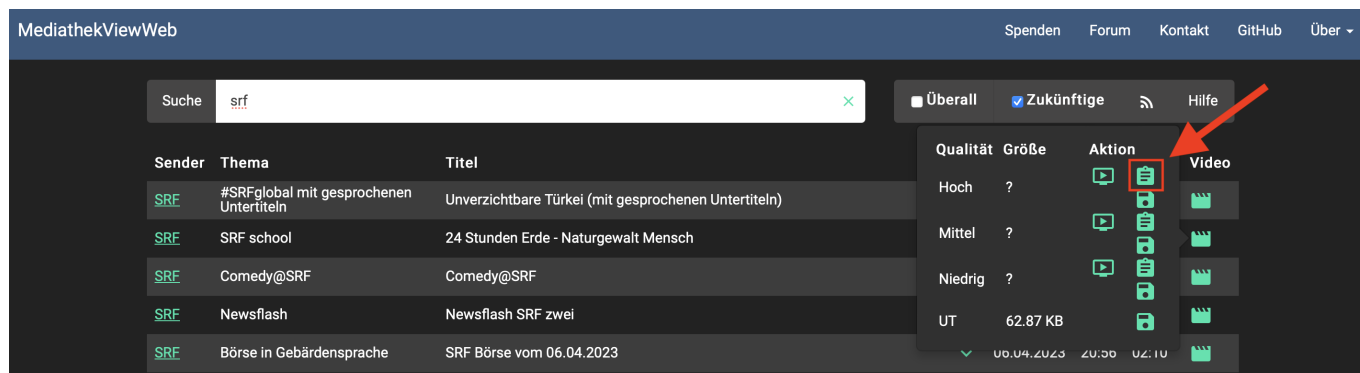 MediathekViewWeb Spenden Forum Kontakt GitHub Über
Suche srf × Überall Zukünftige Hilfe
Qualität Größe Aktion
Sender Thema Titel Video
Hoch ?
SRF #SRFglobal mit gesprochenen Untertiteln Unverzichtbare Türkei (mit gesprochenen Untertiteln)
Mittel ?
SRF SRF school 24 Stunden Erde - Naturgewalt Mensch
SRF Comedy@SRF Comedy@SRF
Niedrig ?
SRF Newsflash Newsflash SRF zwei
UT 62.87 KB
SRF Börse in Gebärdensprache SRF Börse vom 06.04.2023 06.04.2023 20:56 02:10